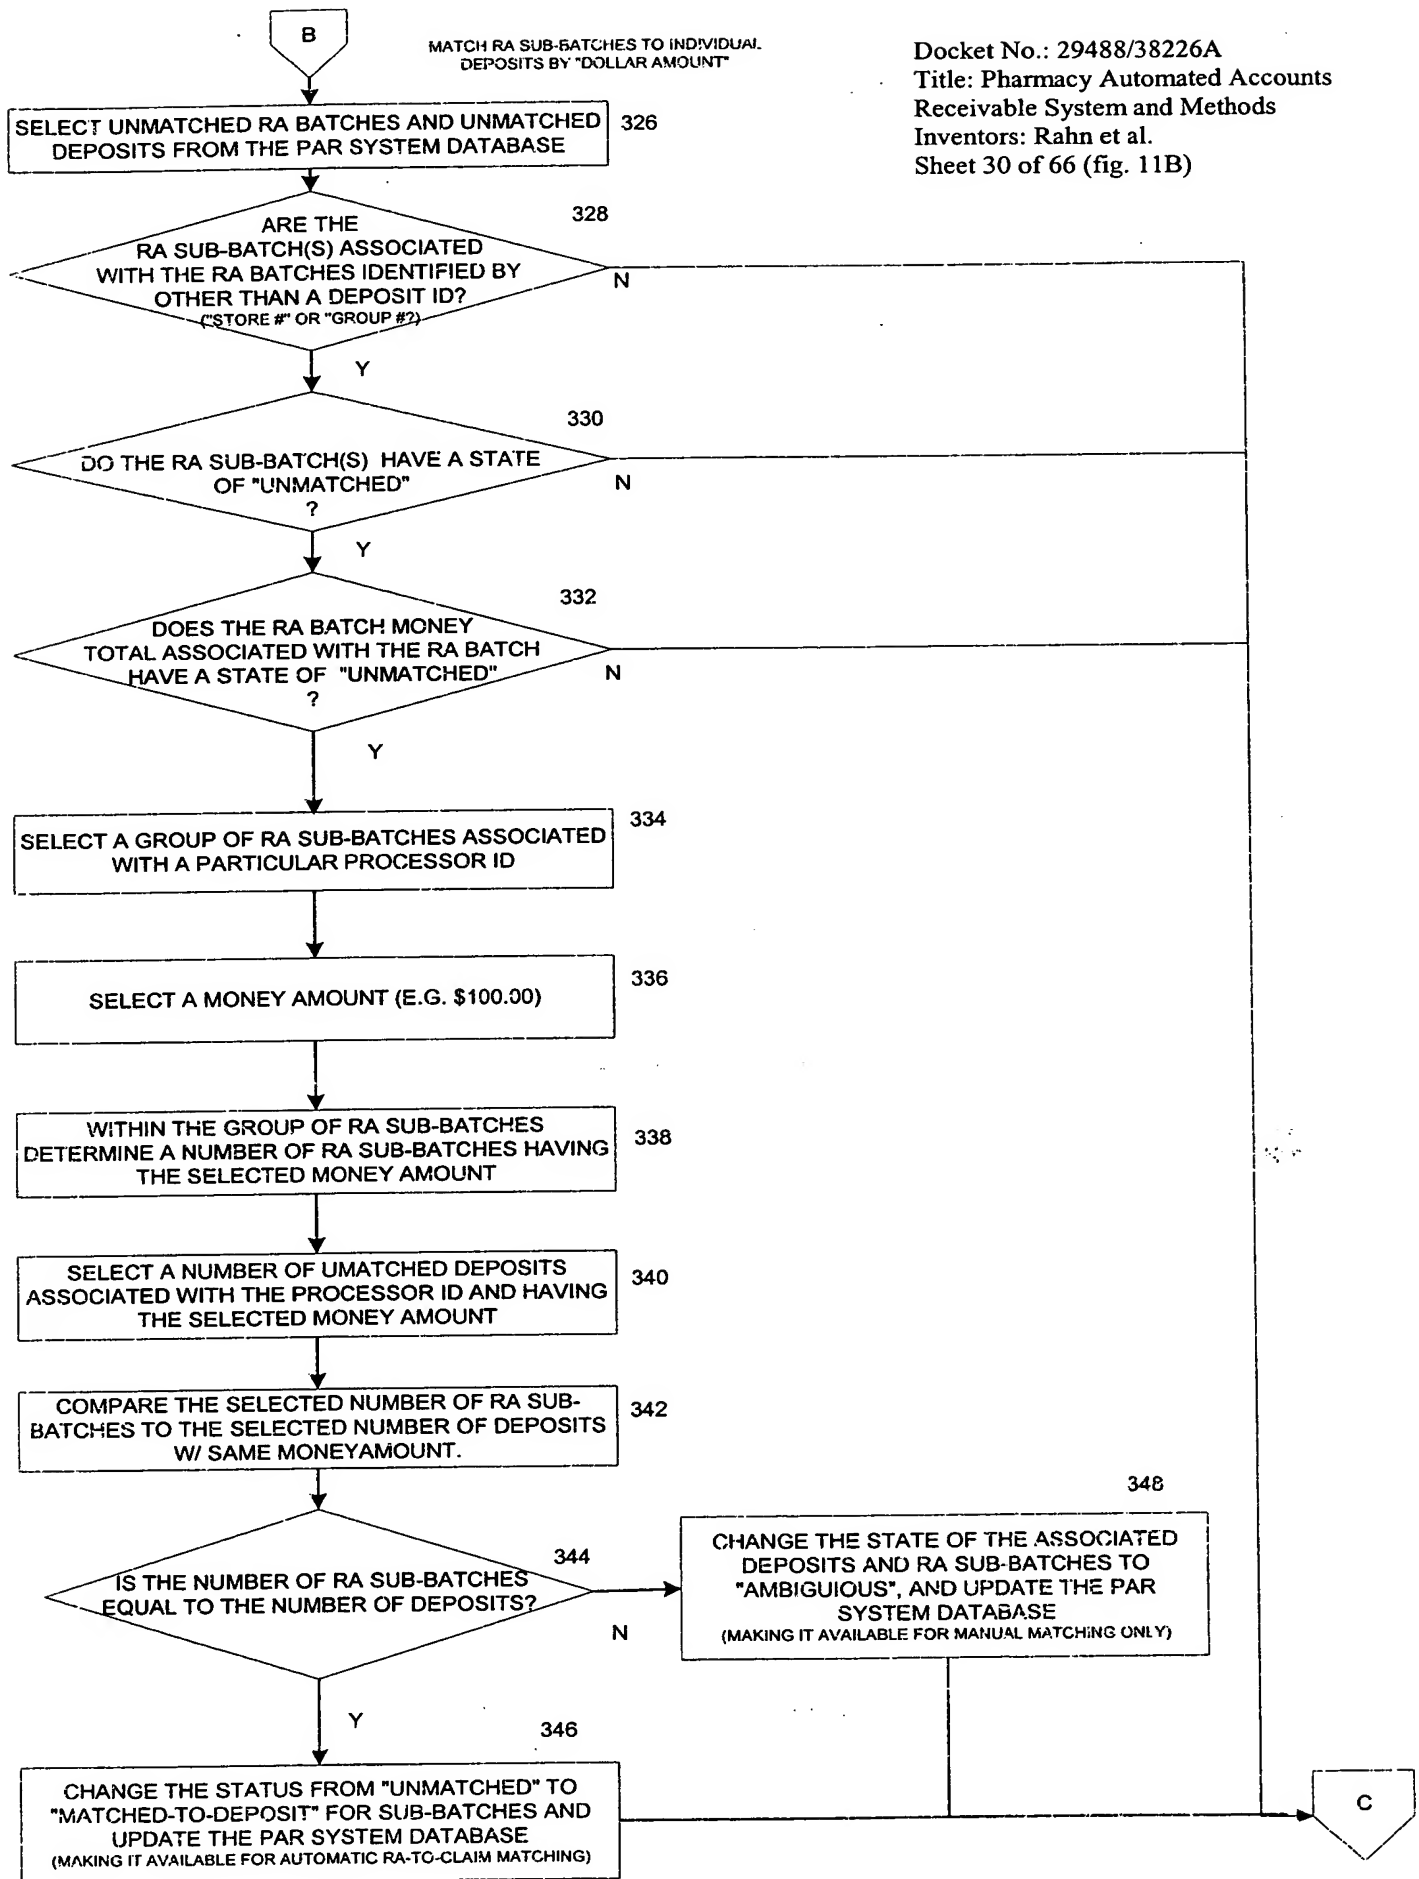 B
MATCH RA SUB-BATCHES TO INDIVIDUAL
DEPOSITS BY "DOLLAR AMOUNT"
Docket No.: 29488/38226A
Title: Pharmacy Automated Accounts
Receivable System and Methods
Inventors: Rahn et al.
Sheet 30 of 66 (fig. 11B)
SELECT UNMATCHED RA BATCHES AND UNMATCHED
DEPOSITS FROM THE PAR SYSTEM DATABASE
326
328
ARE THE
RA SUB-BATCH(S) ASSOCIATED
WITH THE RA BATCHES IDENTIFIED BY
OTHER THAN A DEPOSIT ID?
("STORE #" OR "GROUP #?)
N
Y
330
DO THE RA SUB-BATCH(S) HAVE A STATE
OF "UNMATCHED"
?
N
Y
332
DOES THE RA BATCH MONEY
TOTAL ASSOCIATED WITH THE RA BATCH
HAVE A STATE OF "UNMATCHED"
?
N
Y
334
SELECT A GROUP OF RA SUB-BATCHES ASSOCIATED
WITH A PARTICULAR PROCESSOR ID
336
SELECT A MONEY AMOUNT (E.G. $100.00)
WITHIN THE GROUP OF RA SUB-BATCHES
DETERMINE A NUMBER OF RA SUB-BATCHES HAVING
THE SELECTED MONEY AMOUNT
338
SELECT A NUMBER OF UMATCHED DEPOSITS
ASSOCIATED WITH THE PROCESSOR ID AND HAVING
THE SELECTED MONEY AMOUNT
340
COMPARE THE SELECTED NUMBER OF RA SUB-
BATCHES TO THE SELECTED NUMBER OF DEPOSITS
W/ SAME MONEYAMOUNT.
342
344
IS THE NUMBER OF RA SUB-BATCHES
EQUAL TO THE NUMBER OF DEPOSITS?
N
348
CHANGE THE STATE OF THE ASSOCIATED
DEPOSITS AND RA SUB-BATCHES TO
"AMBIGUIOUS", AND UPDATE THE PAR
SYSTEM DATABASE
(MAKING IT AVAILABLE FOR MANUAL MATCHING ONLY)
Y
346
CHANGE THE STATUS FROM "UNMATCHED" TO
"MATCHED-TO-DEPOSIT" FOR SUB-BATCHES AND
UPDATE THE PAR SYSTEM DATABASE
(MAKING IT AVAILABLE FOR AUTOMATIC RA-TO-CLAIM MATCHING)
C